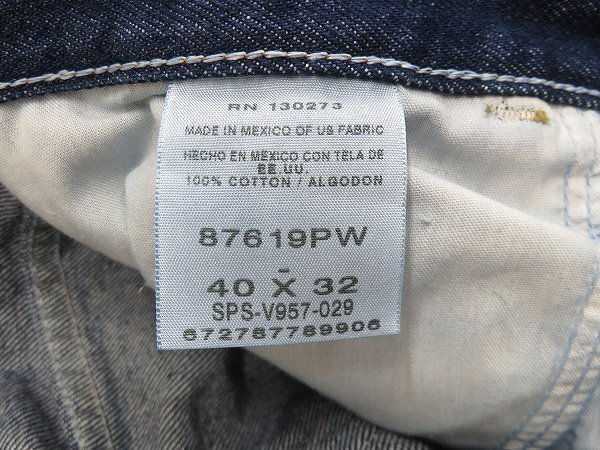 RN 130273
MADE IN MEXICO OF US FABRIC
HECHO EN MÉXICO CON TELA DE
EE.UU.
100% COTTON / ALGODON
87619PW
-
40 X 32
SPS-V957-029
672787789906